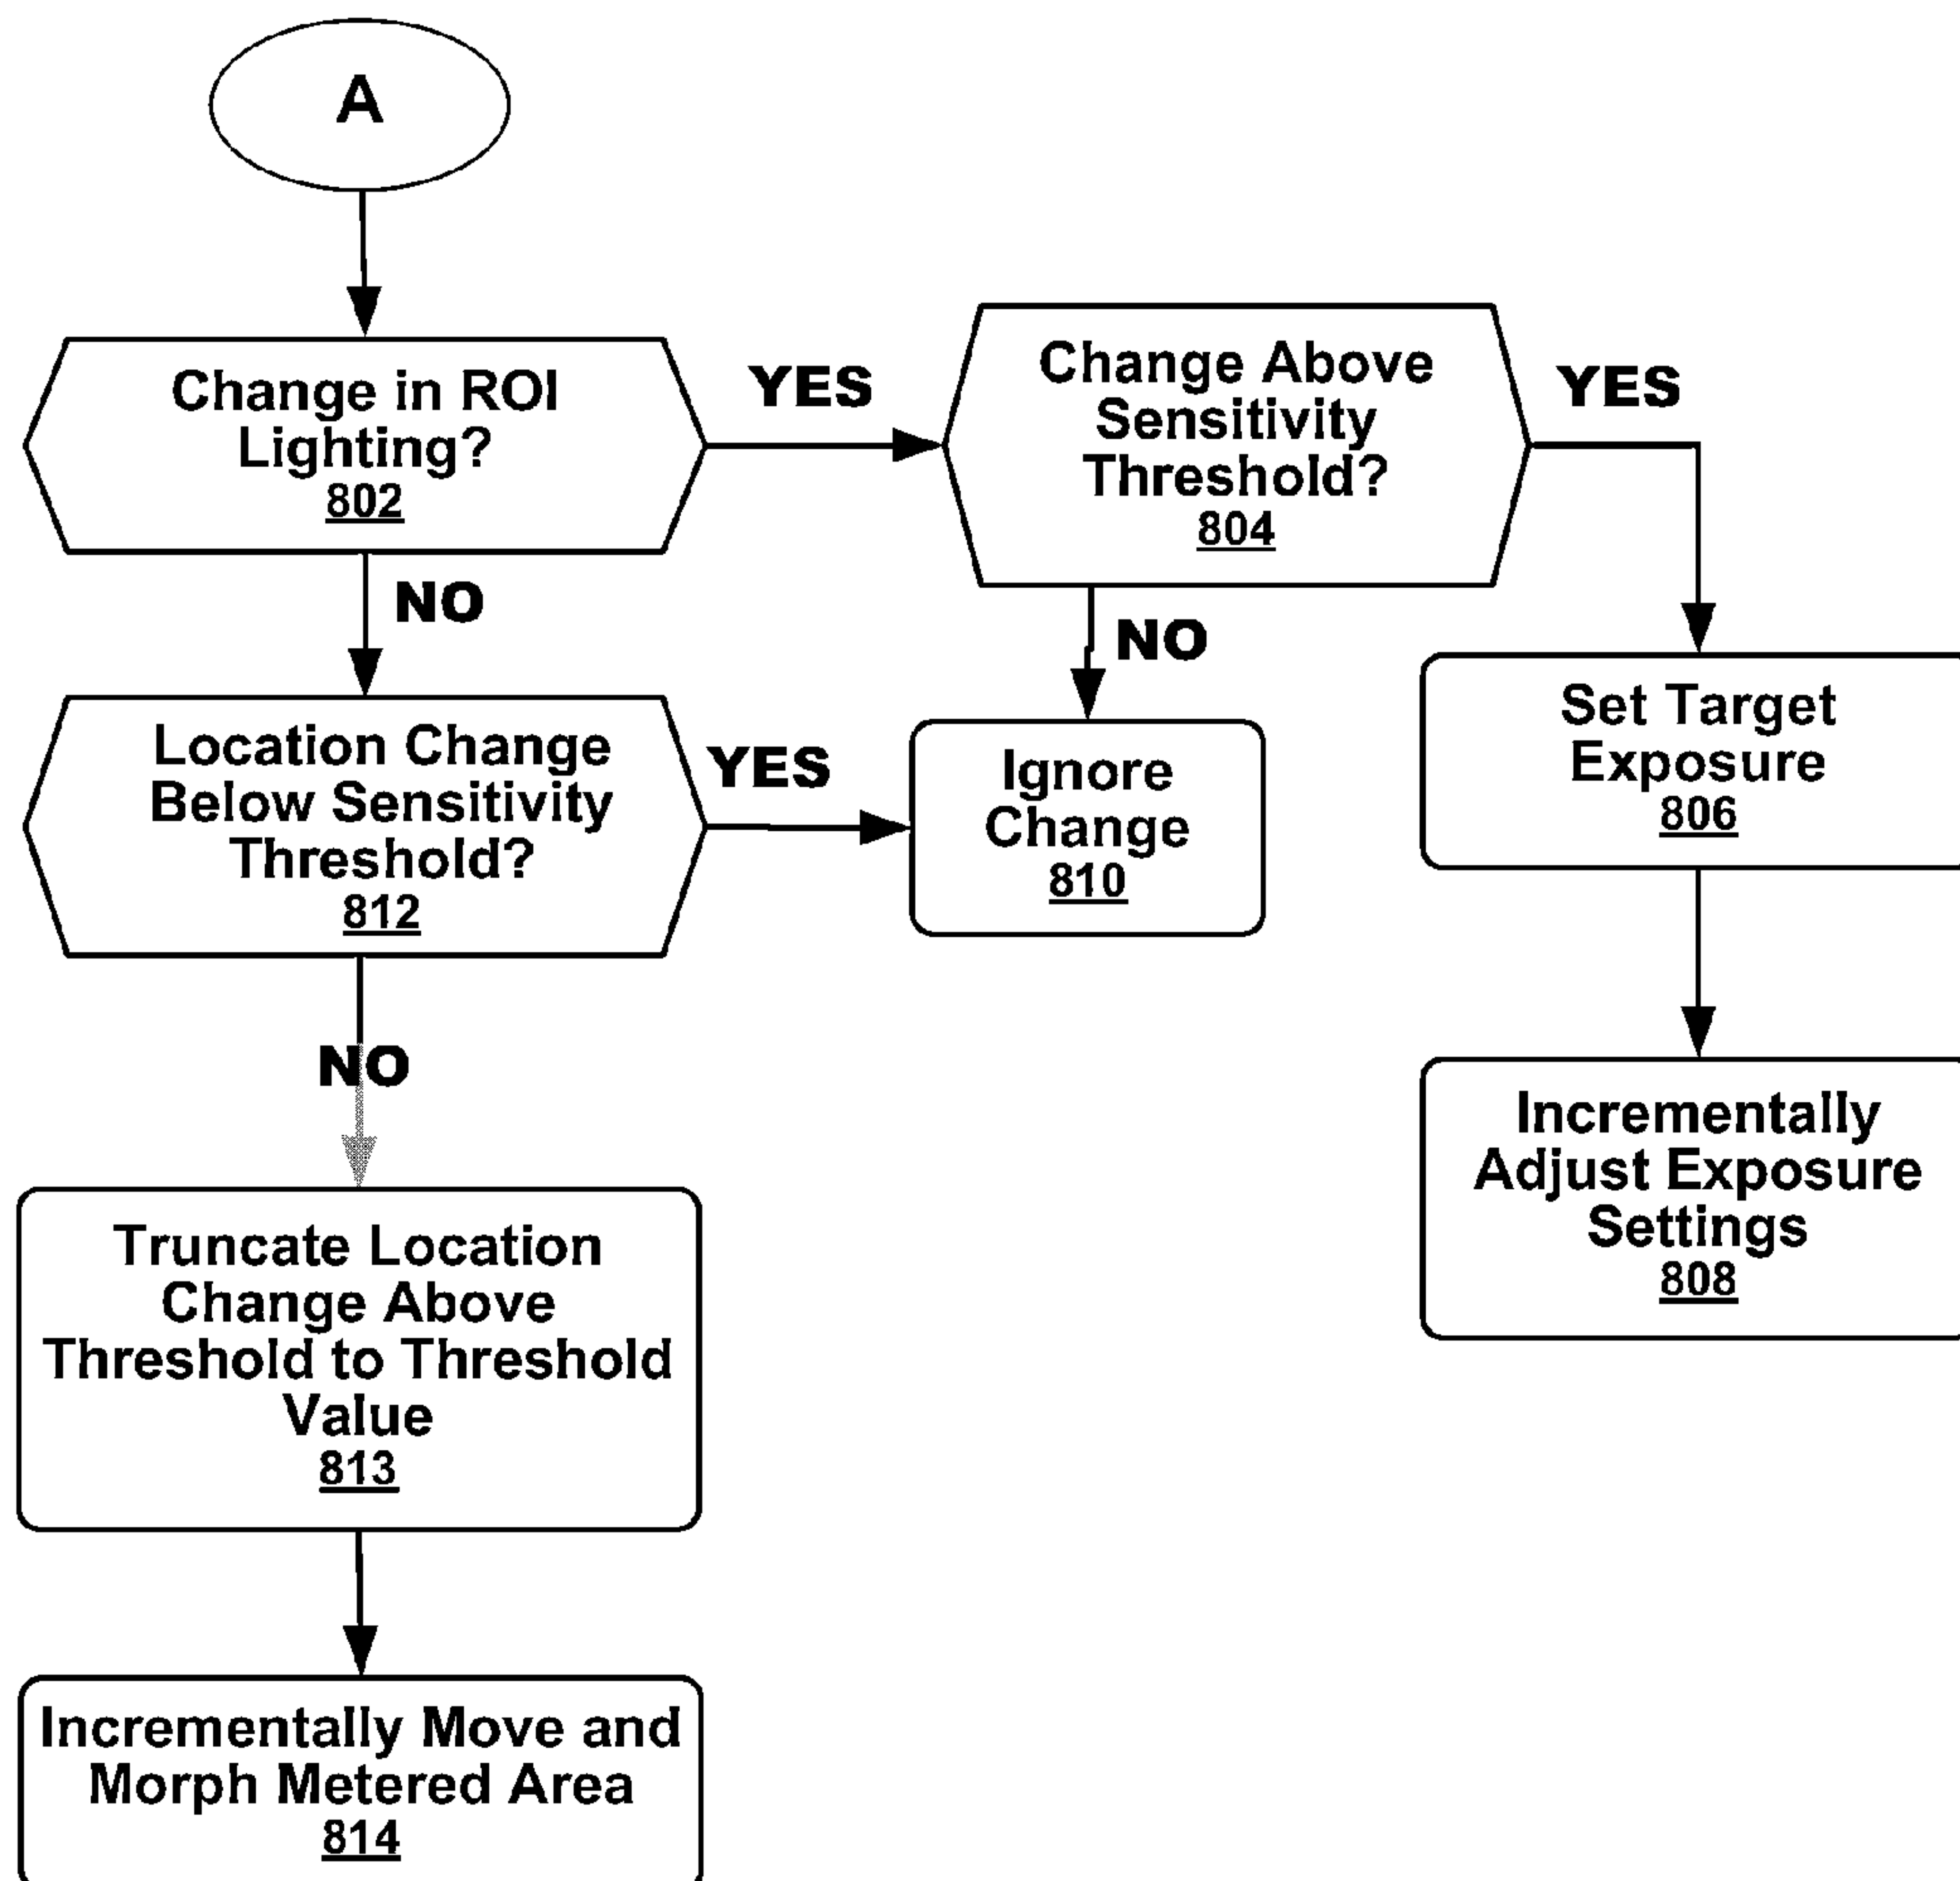 A
Change in ROI
Lighting?
802
YES
Change Above
Sensitivity
Threshold?
804
YES
NO
NO
Location Change
Below Sensitivity
Threshold?
812
YES
Ignore
Change
810
Set Target
Exposure
806
NO
Incrementally
Adjust Exposure
Settings
808
Truncate Location
Change Above
Threshold to Threshold
Value
813
Incrementally Move and
Morph Metered Area
814